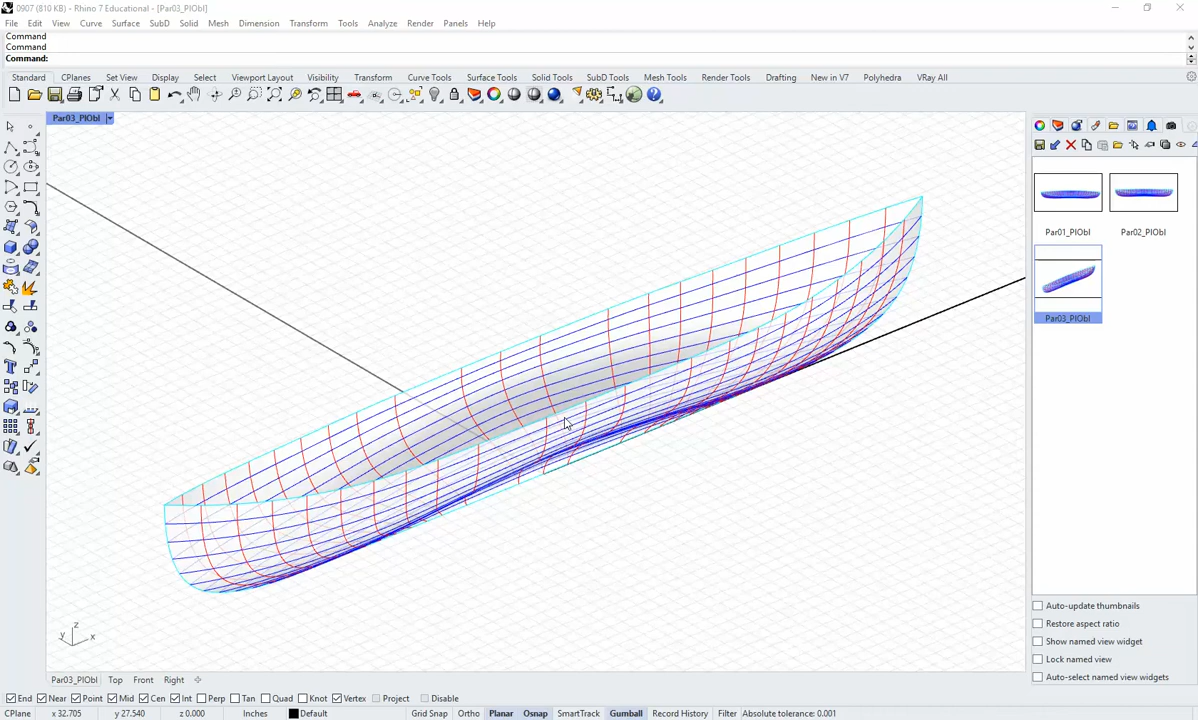 0907 (810 KB) - Rhino 7 Educational - [Par03_PlObl]
File Edit View Curve Surface SubD Solid Mesh Dimension Transform Tools Analyze Render Panels Help
Command
Command
Command:
Standard CPlanes Set View Display Select Viewport Layout Visibility Transform Curve Tools Surface Tools Solid Tools SubD Tools Mesh Tools Render Tools Drafting New in V7 Polyhedra VRay All
Par03_PlObl
Par01_PlObl Par02_PlObl
Par03_PlObl
Auto-update thumbnails
Restore aspect ratio
Show named view widget
Lock named view
Auto-select named view widgets
z
y x
Par03_PlObl Top Front Right
End Near Point Mid Cen Int Perp Tan Quad Knot Vertex Project Disable
CPlane x 32.705 y 27.540 z 0.000 Inches Default Grid Snap Ortho Planar Osnap SmartTrack Gumball Record History Filter Absolute tolerance: 0.001